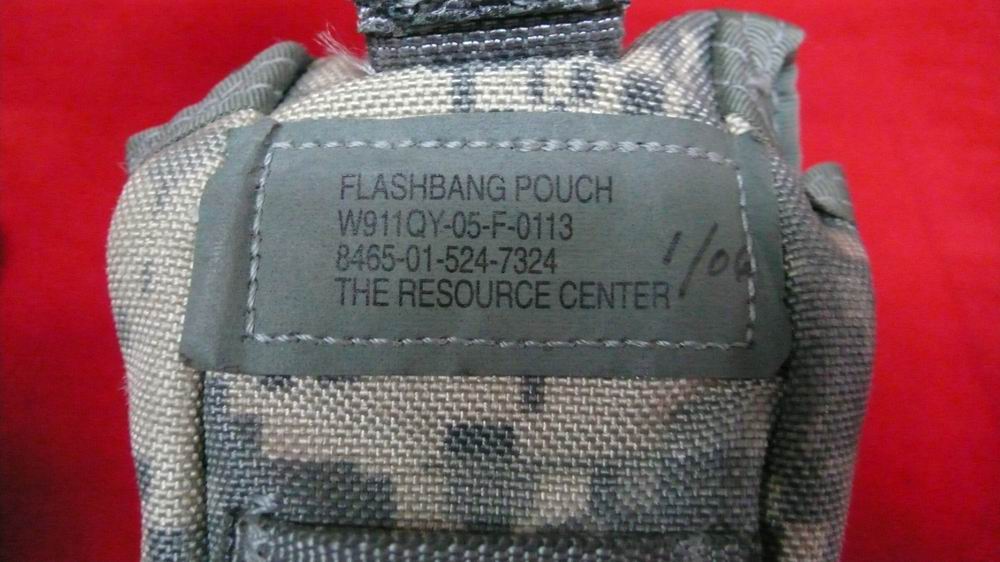 FLASHBANG POUCH
W911QY-05-F-0113
8465-01-524-7324
THE RESOURCE CENTER
1/06